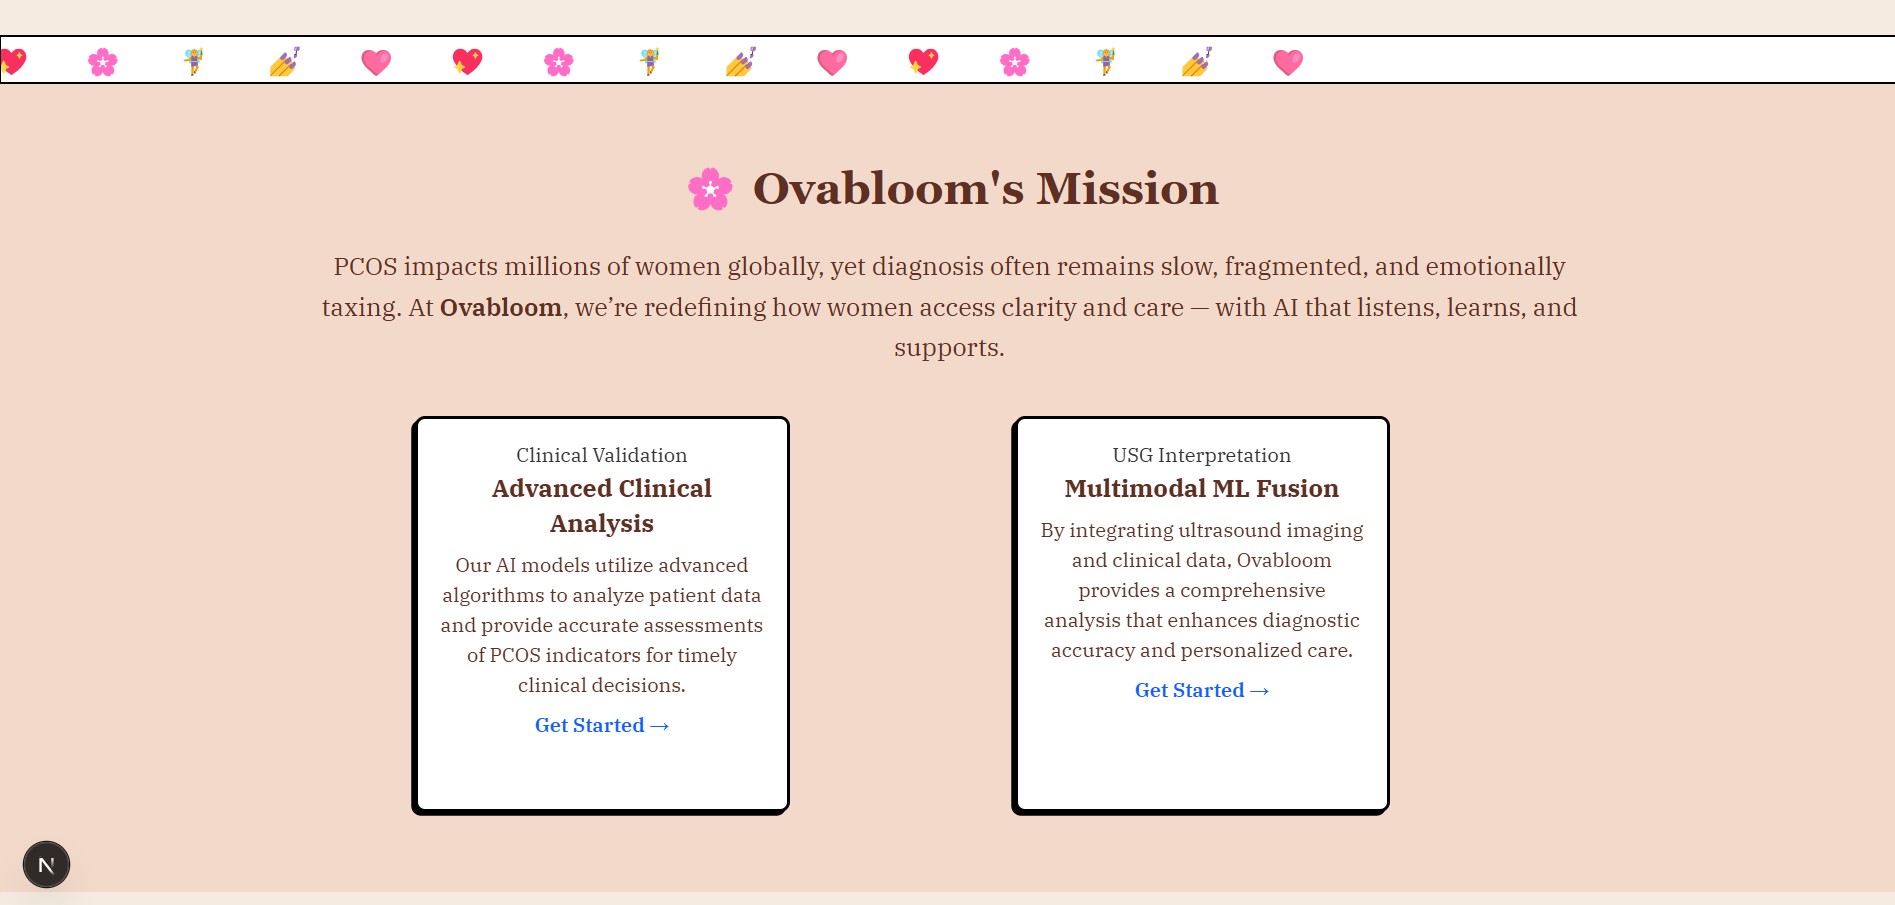 Ovabloom's Mission
PCOS impacts millions of women globally, yet diagnosis often remains slow, fragmented, and emotionally
taxing. At Ovabloom, we’re redefining how women access clarity and care — with AI that listens, learns, and
supports.
Clinical Validation
Advanced Clinical
Analysis
Our AI models utilize advanced
algorithms to analyze patient data
and provide accurate assessments
of PCOS indicators for timely
clinical decisions.
Get Started →
USG Interpretation
Multimodal ML Fusion
By integrating ultrasound imaging
and clinical data, Ovabloom
provides a comprehensive
analysis that enhances diagnostic
accuracy and personalized care.
Get Started →
N